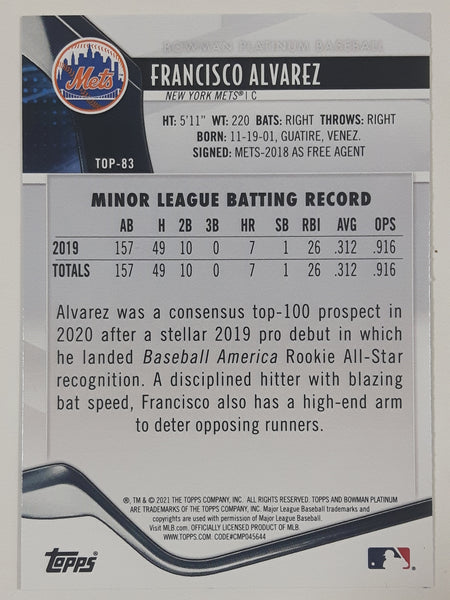 BOWMAN PLATINUM BASEBALL
Mets
FRANCISCO ALVAREZ
NEW YORK METS® | C
TOP-83
HT: 5'11" WT: 220 BATS: RIGHT THROWS: RIGHT
BORN: 11-19-01, GUATIRE, VENEZ.
SIGNED: METS-2018 AS FREE AGENT
MINOR LEAGUE BATTING RECORD
AB H 2B 3B HR SB RBI AVG OPS
2019 157 49 10 0 7 1 26 .312 .916
TOTALS 157 49 10 0 7 1 26 .312 .916
Alvarez was a consensus top-100 prospect in
2020 after a stellar 2019 pro debut in which
he landed Baseball America Rookie All-Star
recognition. A disciplined hitter with blazing
bat speed, Francisco also has a high-end arm
to deter opposing runners.
®, TM & © 2021 THE TOPPS COMPANY, INC. ALL RIGHTS RESERVED. TOPPS AND BOWMAN PLATINUM
ARE TRADEMARKS OF THE TOPPS COMPANY, INC. Major League Baseball trademarks and
copyrights are used with permission of Major League Baseball.
Visit MLB.com. OFFICIALLY LICENSED PRODUCT OF MLB.
WWW.TOPPS.COM. CODE#CMP045644
topps